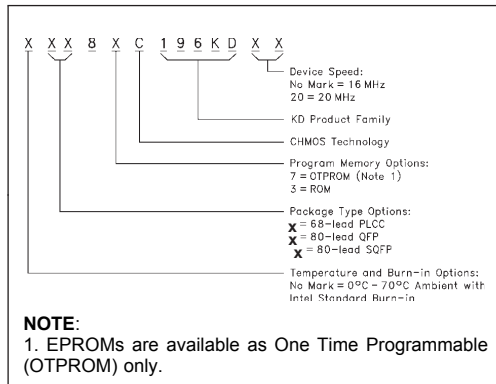 X X X 8 X C 1 9 6 K D X X
Device Speed:
No Mark = 16 MHz
20 = 20 MHz
KD Product Family
CHMOS Technology
Program Memory Options:
7 = OTPROM (Note 1)
3 = ROM
Package Type Options:
x = 68-lead PLCC
x = 80-lead QFP
x = 80-lead SQFP
Temperature and Burn-in Options:
No Mark = 0°C - 70°C Ambient with
Intel Standard Burn-in
NOTE:
1. EPROMs are available as One Time Programmable
(OTPROM) only.